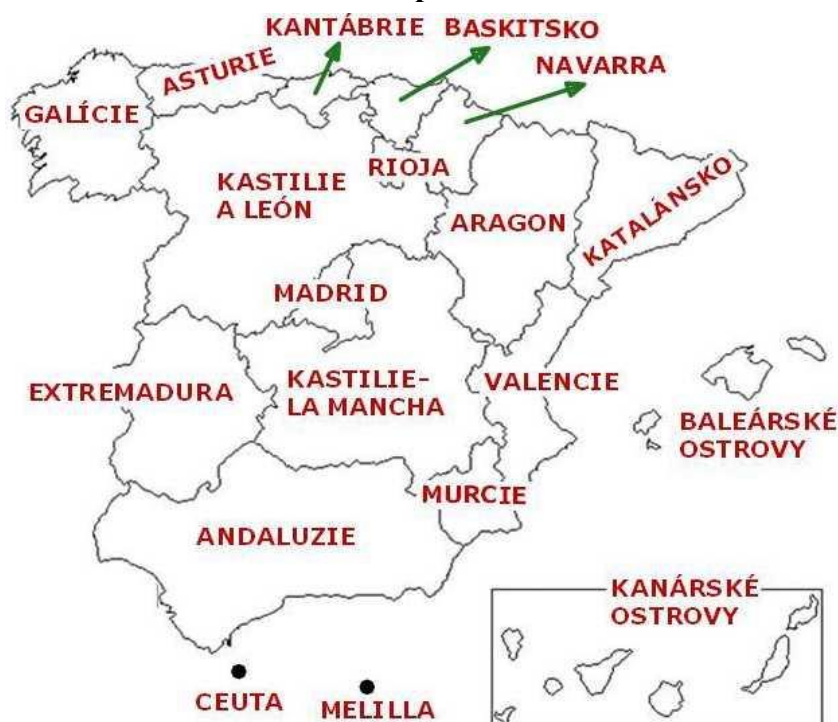 KANTÁBRIE
BASKITSKO
NAVARRA
ASTURIE
GALÍCIE
RIOJA
KASTILIE
A LEÓN
ARAGON
KATALÁNSKO
MADRID
EXTREMADURA
KASTILIE-
LA MANCHA
VALENCIE
BALEÁRSKÉ
OSTROVY
MURCIE
ANDALUZIE
KANÁRSKÉ
OSTROVY
CEUTA
MELILLA